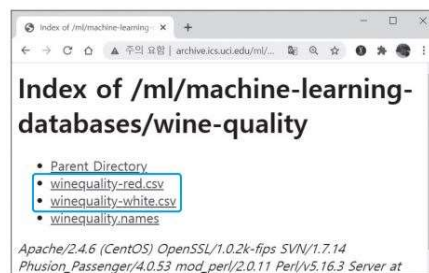 Index of /ml/machine-learning-
주의 요함 | archive.ics.uci.edu/ml/...
Index of /ml/machine-learning-
databases/wine-quality
Parent Directory
winequality-red.csv
winequality-white.csv
winequality.names
Apache/2.4.6 (CentOS) OpenSSL/1.0.2k-fips SVN/1.7.14
Phusion_Passenger/4.0.53 mod_perl/2.0.11 Perl/v5.16.3 Server at